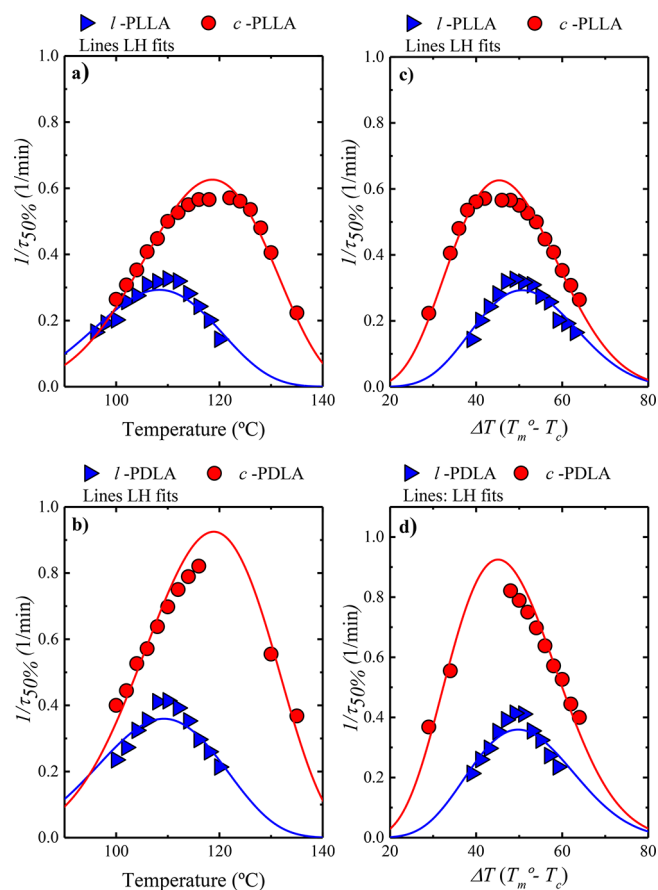 l -PLLA c -PLLA
Lines LH fits
a)
1.0
0.8
0.6
0.4
0.2
0.0
1/τ50% (1/min)
100 120 140
Temperature (ºC)
l -PLLA c -PLLA
Lines LH fits
c)
1.0
0.8
0.6
0.4
0.2
0.0
1/τ50% (1/min)
20 40 60 80
ΔT (Tmº- Tc)
l -PDLA c -PDLA
Lines LH fits
b)
1.0
0.8
0.6
0.4
0.2
0.0
1/τ50% (1/min)
100 120 140
Temperature (ºC)
l -PDLA c -PDLA
Lines: LH fits
d)
1.0
0.8
0.6
0.4
0.2
0.0
1/τ50% (1/min)
20 40 60 80
ΔT (Tmº- Tc)